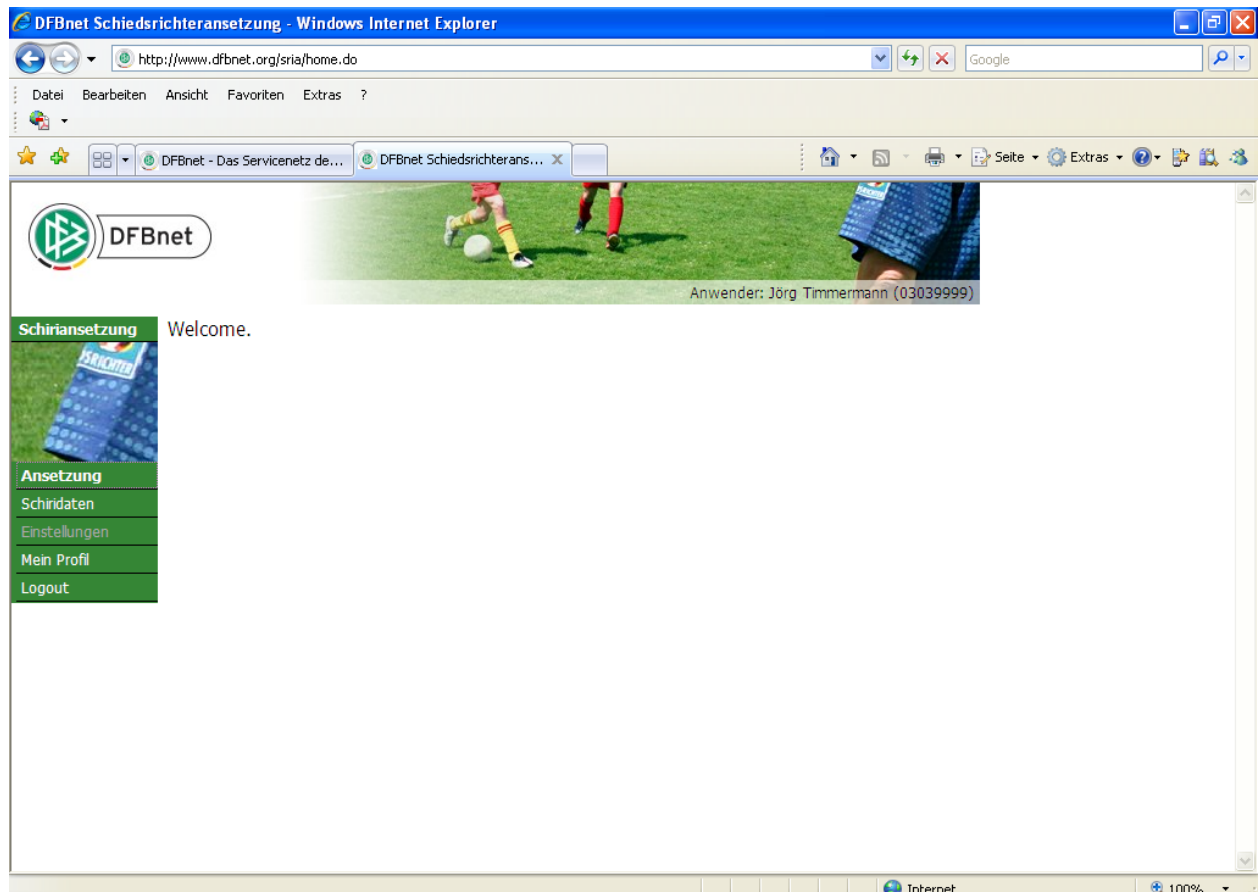 DFBnet Schiedsrichteransetzung - Windows Internet Explorer
http://www.dfbnet.org/sria/home.do
Google
Datei Bearbeiten Ansicht Favoriten Extras ?
DFBnet - Das Servicenetz de... DFBnet Schiedsrichterans... Seite Extras
DFBnet
Anwender: Jörg Timmermann (03039999)
Schiriansetzung
Welcome.
SRICHTER
Ansetzung
Schiridaten
Einstellungen
Mein Profil
Logout
Internet 100%